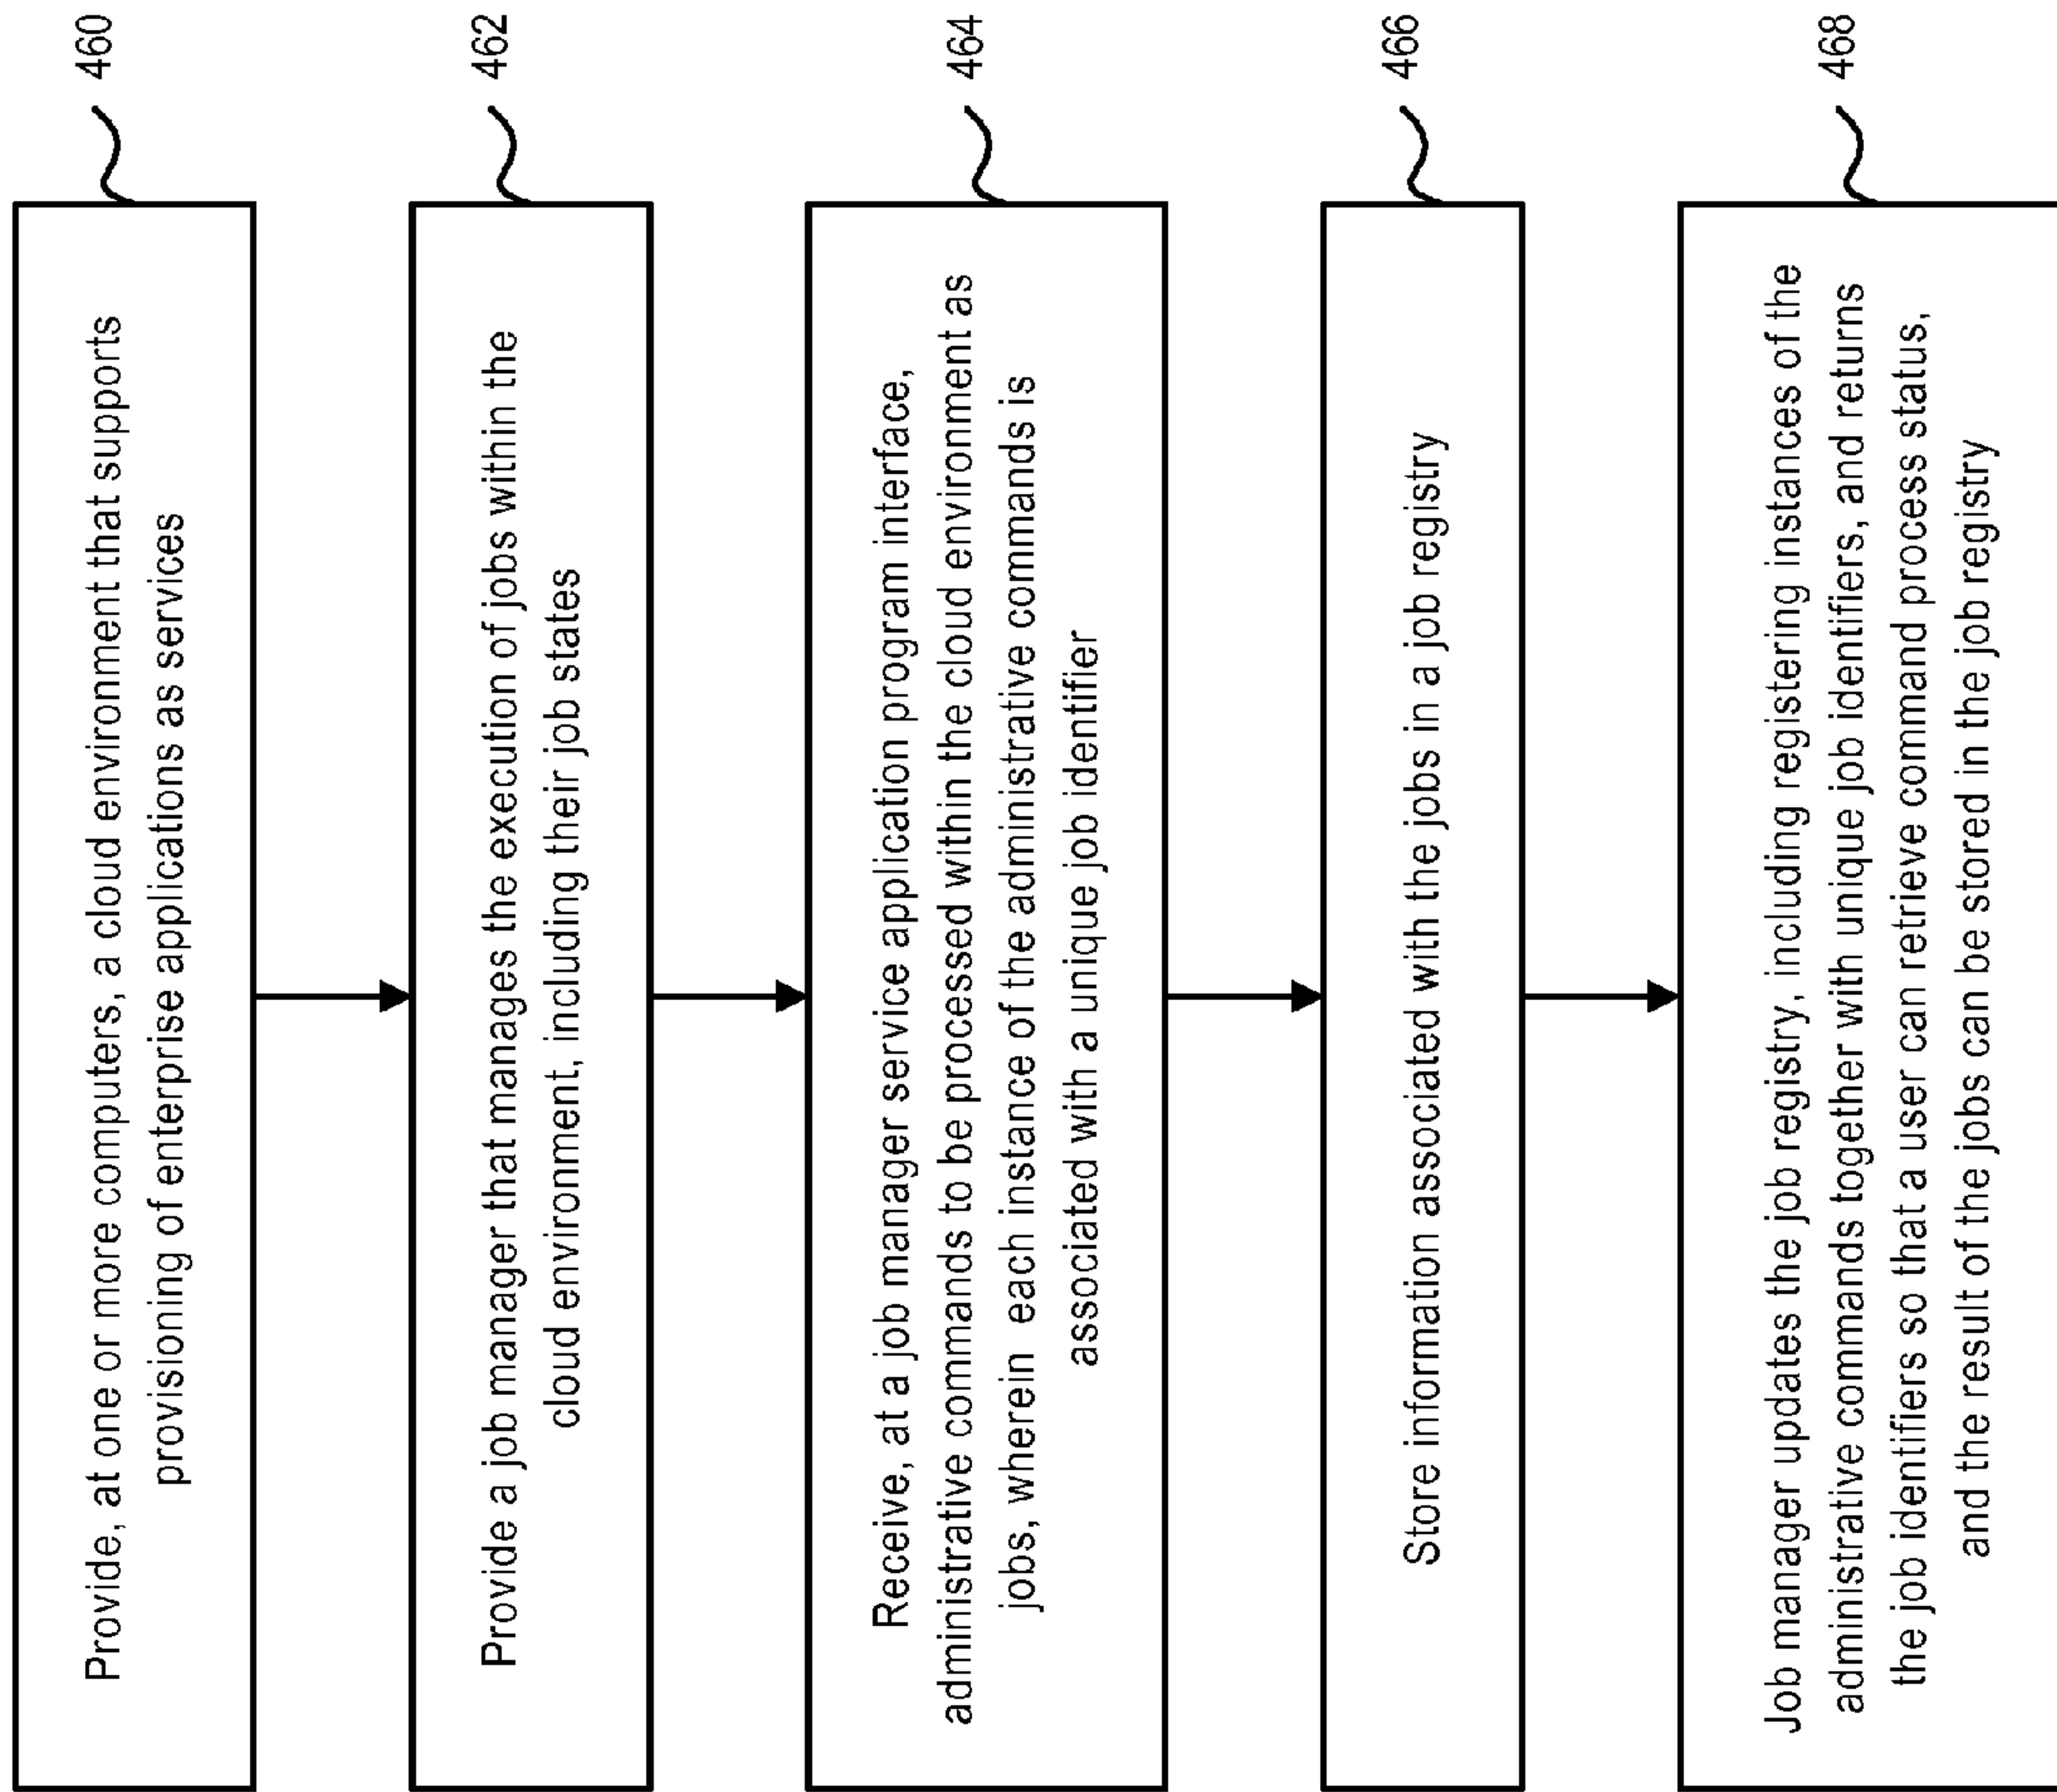 Provide, at one or more computers, a cloud environment that supports
provisioning of enterprise applications as services
460
Provide a job manager that manages the execution of jobs within the
cloud environment, including their job states
462
Receive, at a job manager service application program interface,
administrative commands to be processed within the cloud environment as
jobs, wherein each instance of the administrative commands is
associated with a unique job identifier
464
Store information associated with the jobs in a job registry
466
Job manager updates the job registry, including registering instances of the
administrative commands together with unique job identifiers, and returns
the job identifiers so that a user can retrieve command process status,
and the result of the jobs can be stored in the job registry
468